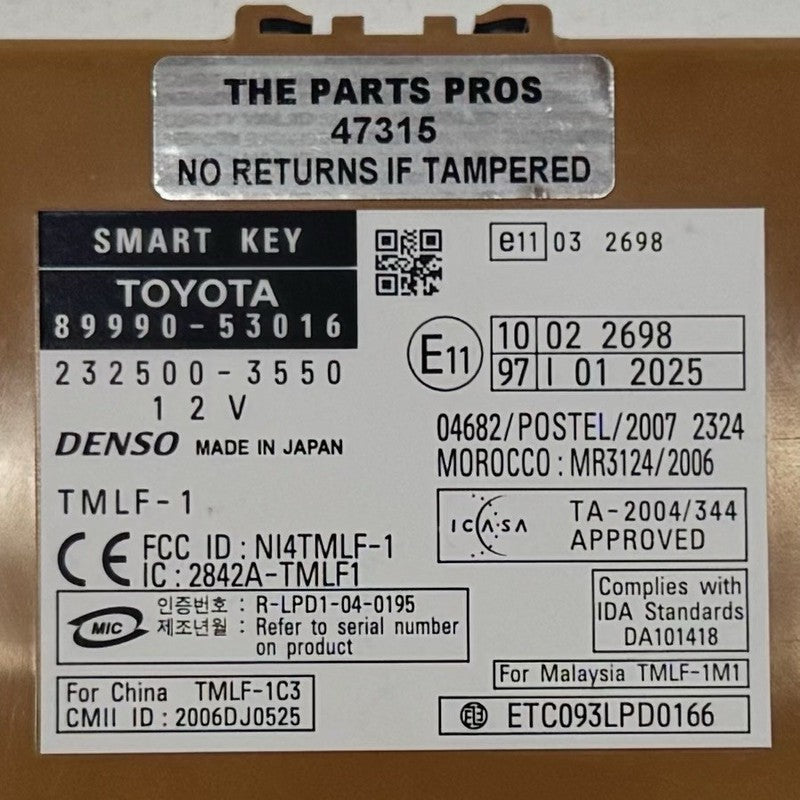 THE PARTS PROS
47315
NO RETURNS IF TAMPERED
SMART KEY
TOYOTA
89990-53016
232500-3550
12V
DENSO MADE IN JAPAN
TMLF-1
CE FCC ID : NI4TMLF-1
IC : 2842A-TMLF1
MIC
인증번호 : R-LPD1-04-0195
제조년월 : Refer to serial number
on product
For China TMLF-1C3
CMII ID : 2006DJ0525
e11 03 2698
E11
10 02 2698
97 I 01 2025
04682/POSTEL/2007 2324
MOROCCO : MR3124/2006
ICASA
TA-2004/344
APPROVED
Complies with
IDA Standards
DA101418
For Malaysia TMLF-1M1
ETC093LPD0166